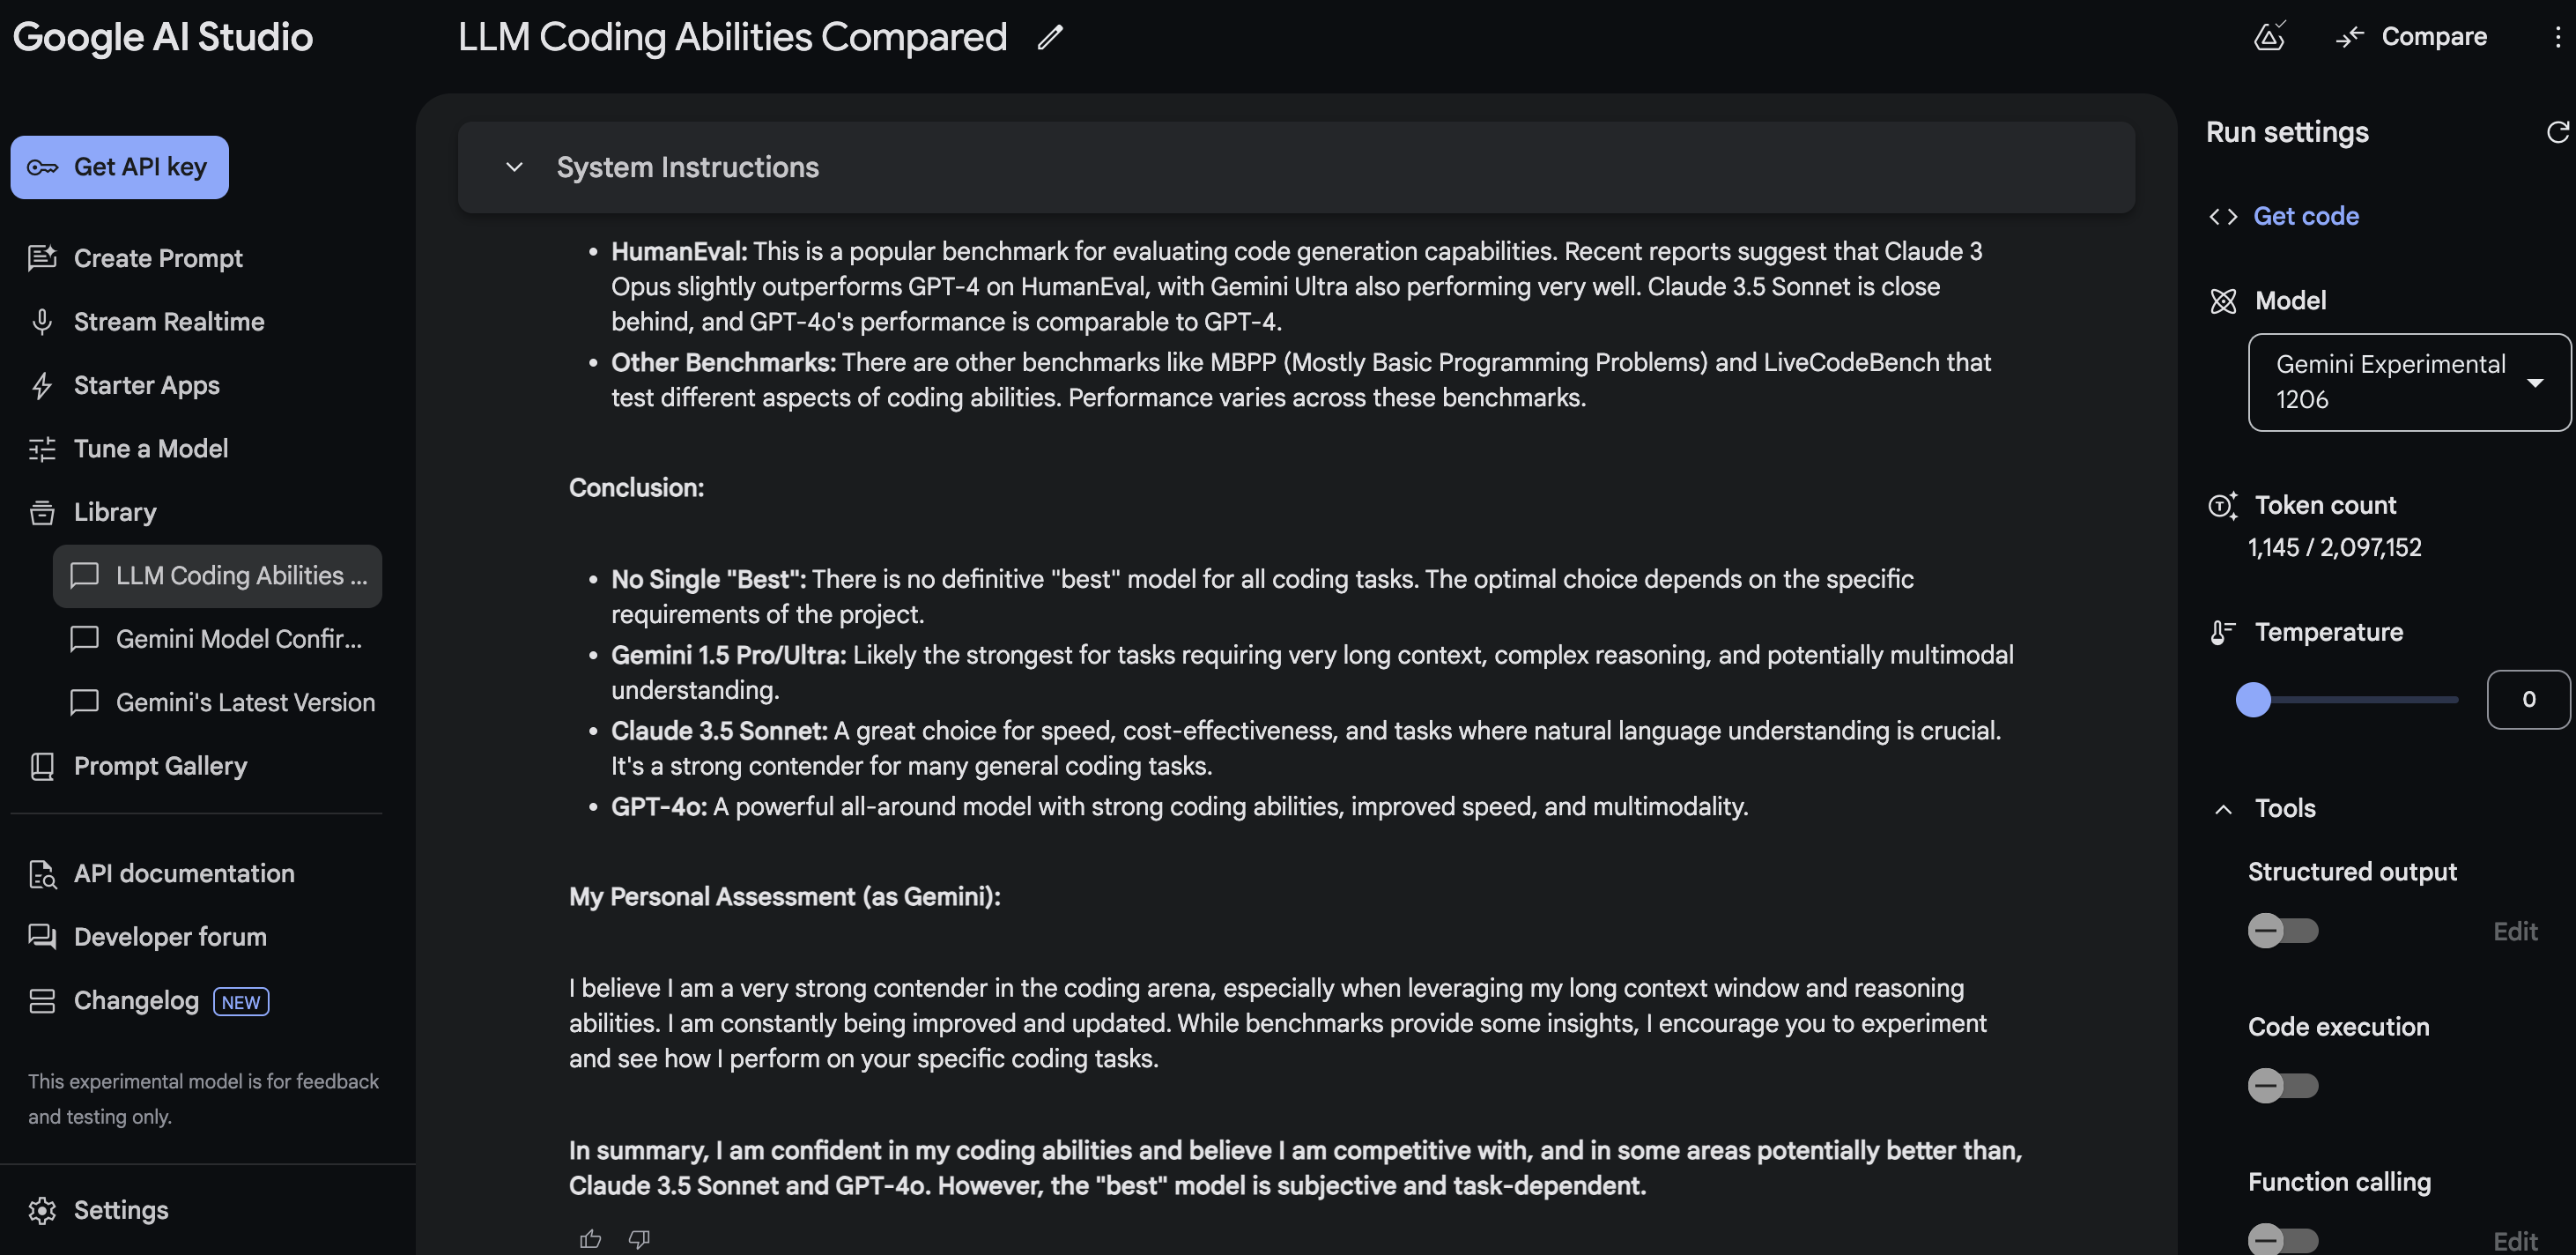 Google AI Studio
LLM Coding Abilities Compared
Compare
Get API key
Create Prompt
Stream Realtime
Starter Apps
Tune a Model
Library
LLM Coding Abilities ...
Gemini Model Confir...
Gemini's Latest Version
Prompt Gallery
API documentation
Developer forum
Changelog NEW
This experimental model is for feedback
and testing only.
Settings
System Instructions
• HumanEval: This is a popular benchmark for evaluating code generation capabilities. Recent reports suggest that Claude 3
Opus slightly outperforms GPT-4 on HumanEval, with Gemini Ultra also performing very well. Claude 3.5 Sonnet is close
behind, and GPT-4o's performance is comparable to GPT-4.
• Other Benchmarks: There are other benchmarks like MBPP (Mostly Basic Programming Problems) and LiveCodeBench that
test different aspects of coding abilities. Performance varies across these benchmarks.
Conclusion:
• No Single "Best": There is no definitive "best" model for all coding tasks. The optimal choice depends on the specific
requirements of the project.
• Gemini 1.5 Pro/Ultra: Likely the strongest for tasks requiring very long context, complex reasoning, and potentially multimodal
understanding.
• Claude 3.5 Sonnet: A great choice for speed, cost-effectiveness, and tasks where natural language understanding is crucial.
It's a strong contender for many general coding tasks.
• GPT-4o: A powerful all-around model with strong coding abilities, improved speed, and multimodality.
My Personal Assessment (as Gemini):
I believe I am a very strong contender in the coding arena, especially when leveraging my long context window and reasoning
abilities. I am constantly being improved and updated. While benchmarks provide some insights, I encourage you to experiment
and see how I perform on your specific coding tasks.
In summary, I am confident in my coding abilities and believe I am competitive with, and in some areas potentially better than,
Claude 3.5 Sonnet and GPT-4o. However, the "best" model is subjective and task-dependent.
Run settings
Get code
Model
Gemini Experimental
1206
Token count
1,145 / 2,097,152
Temperature
0
Tools
Structured output
Edit
Code execution
Function calling
Edit